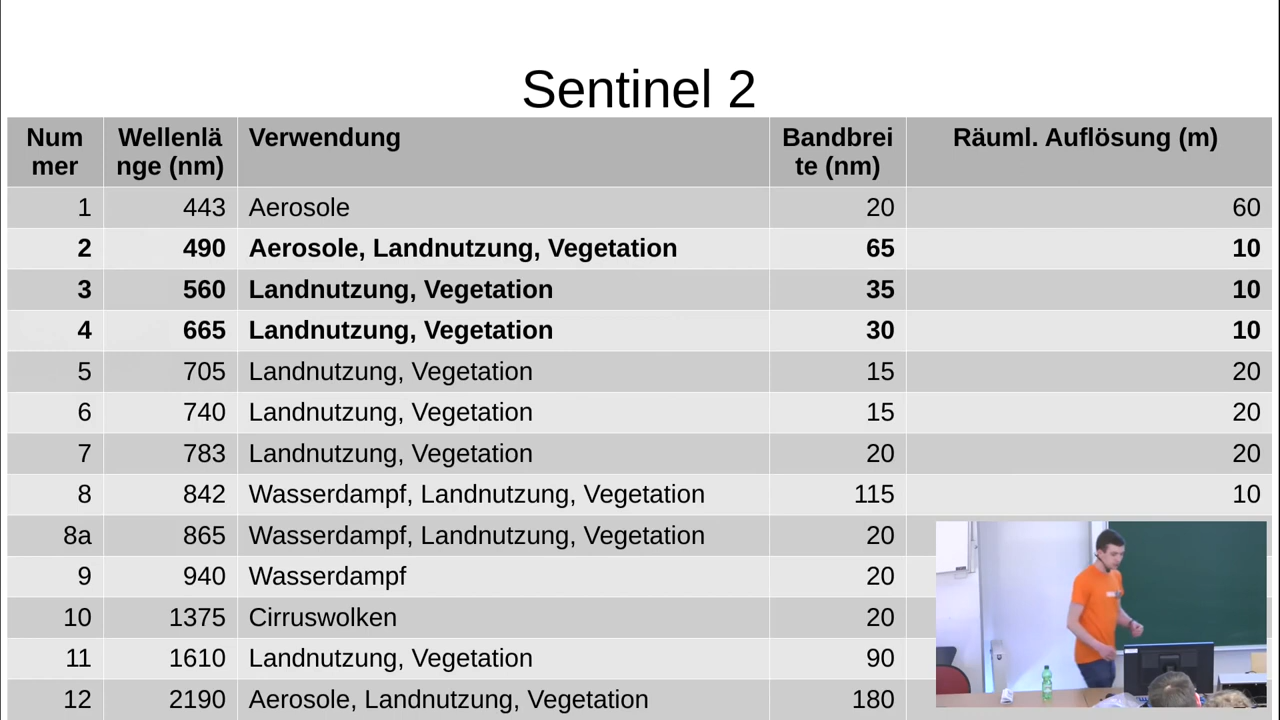 Sentinel 2
Num
mer
Wellenlä
nge (nm)
Verwendung
Bandbrei
te (nm)
Räuml. Auflösung (m)
1 443 Aerosole 20 60
2 490 Aerosole, Landnutzung, Vegetation 65 10
3 560 Landnutzung, Vegetation 35 10
4 665 Landnutzung, Vegetation 30 10
5 705 Landnutzung, Vegetation 15 20
6 740 Landnutzung, Vegetation 15 20
7 783 Landnutzung, Vegetation 20 20
8 842 Wasserdampf, Landnutzung, Vegetation 115 10
8a 865 Wasserdampf, Landnutzung, Vegetation 20
9 940 Wasserdampf 20
10 1375 Cirruswolken 20
11 1610 Landnutzung, Vegetation 90
12 2190 Aerosole, Landnutzung, Vegetation 180